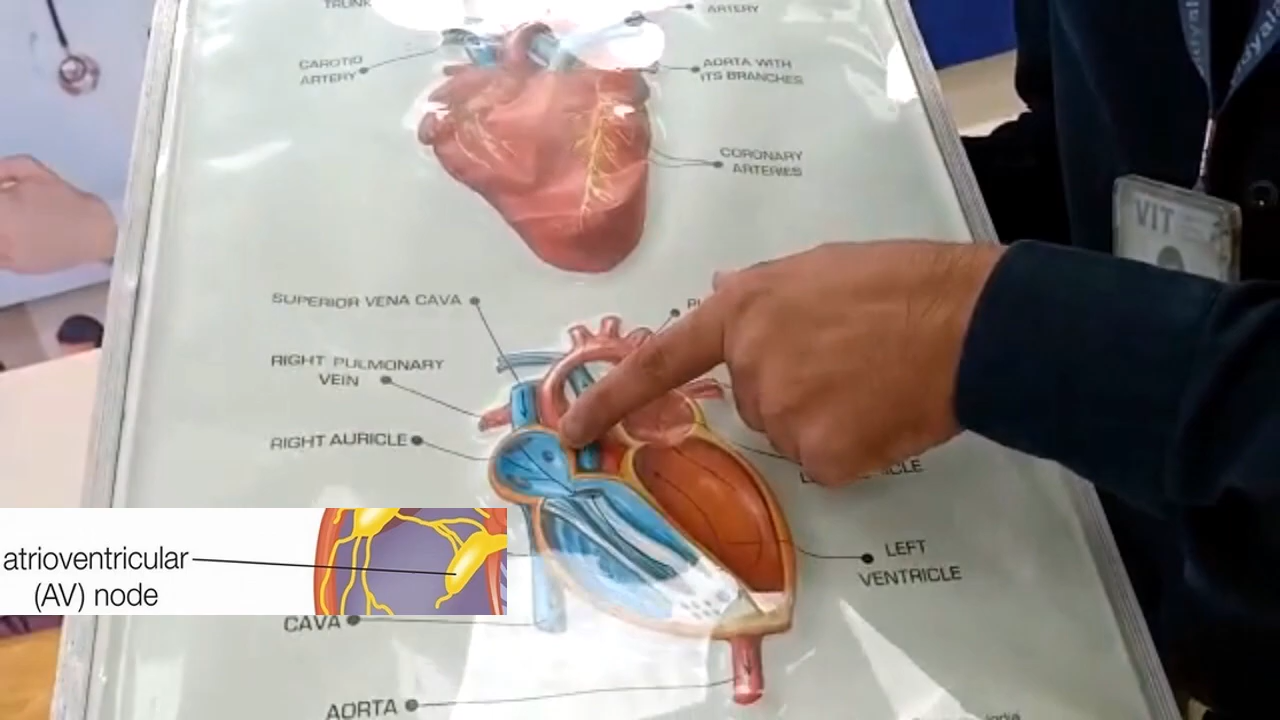 TRUNK
ARTERY
CAROTID
ARTERY
AORTA WITH
ITS BRANCHES
CORONARY
ARTERIES
SUPERIOR VENA CAVA
RIGHT PULMONARY
VEIN
RIGHT AURICLE
LEFT
VENTRICLE
atrioventricular
(AV) node
CAVA
AORTA
VIT